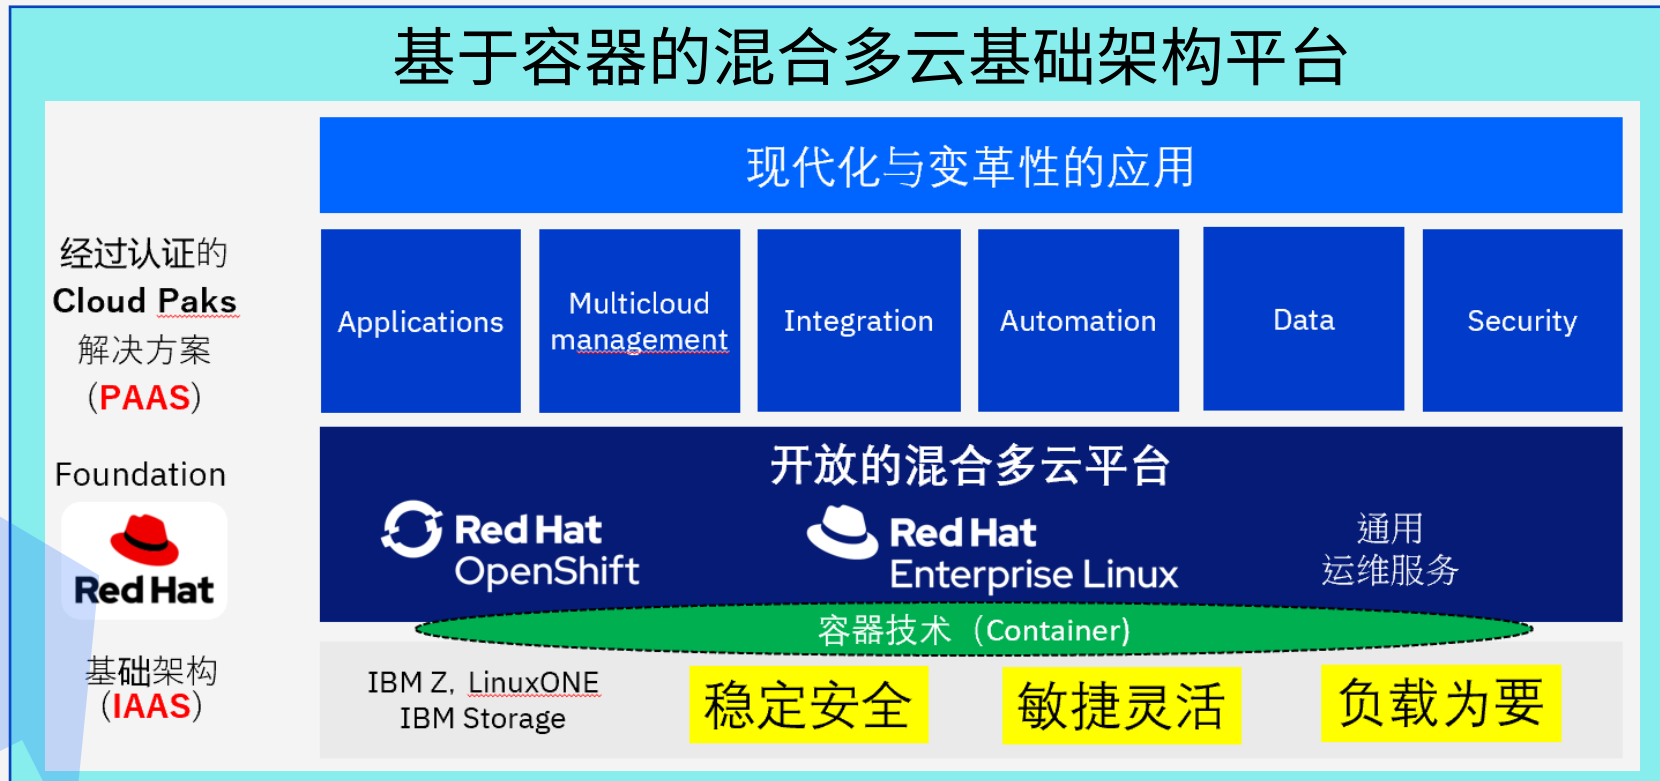 基于容器的混合多云基础架构平台
现代化与变革性的应用
经过认证的
Cloud Paks
解决方案
（PAAS）
Applications
Multicloud
management
Integration
Automation
Data
Security
Foundation
Red Hat
开放的混合多云平台
Red Hat
OpenShift
Red Hat
Enterprise Linux
通用
运维服务
容器技术（Container)
基础架构
（IAAS）
IBM Z, LinuxONE
IBM Storage
稳定安全
敏捷灵活
负载为要